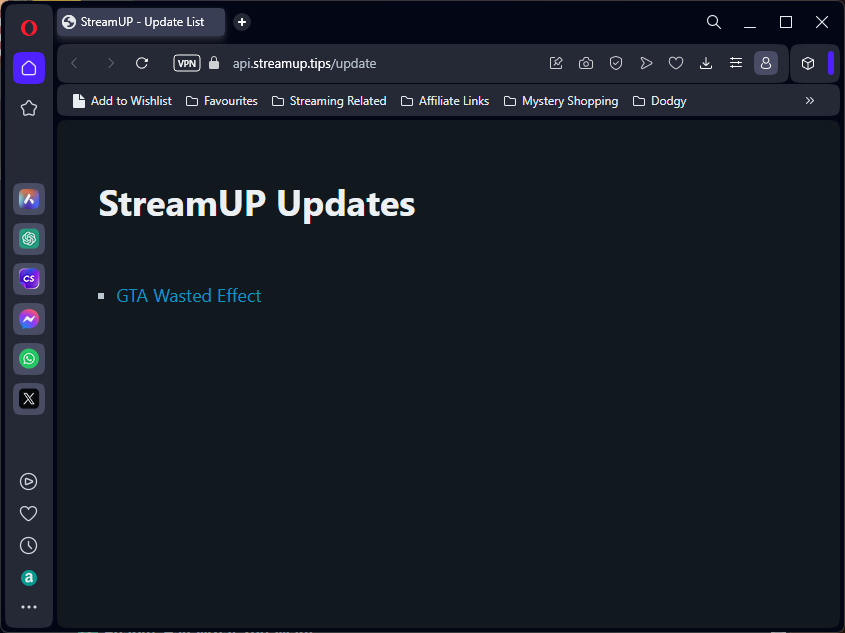 StreamUP - Update List
VPN
api.streamup.tips/update
Add to Wishlist
Favourites
Streaming Related
Affiliate Links
Mystery Shopping
Dodgy
StreamUP Updates
GTA Wasted Effect
CS
a